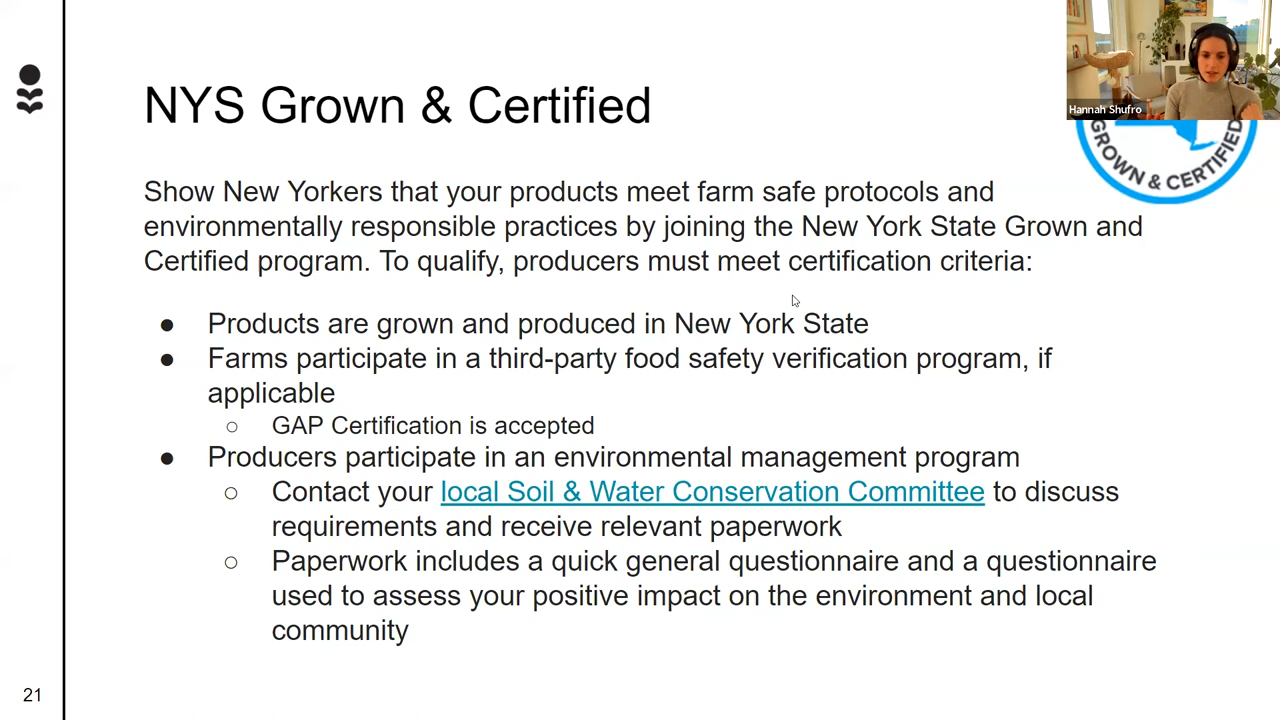 NYS Grown & Certified
Hannah Shufro
GROWN & CERTIFIED
Show New Yorkers that your products meet farm safe protocols and
environmentally responsible practices by joining the New York State Grown and
Certified program. To qualify, producers must meet certification criteria:
● Products are grown and produced in New York State
● Farms participate in a third-party food safety verification program, if
applicable
○ GAP Certification is accepted
● Producers participate in an environmental management program
○ Contact your local Soil & Water Conservation Committee to discuss
requirements and receive relevant paperwork
○ Paperwork includes a quick general questionnaire and a questionnaire
used to assess your positive impact on the environment and local
community
21